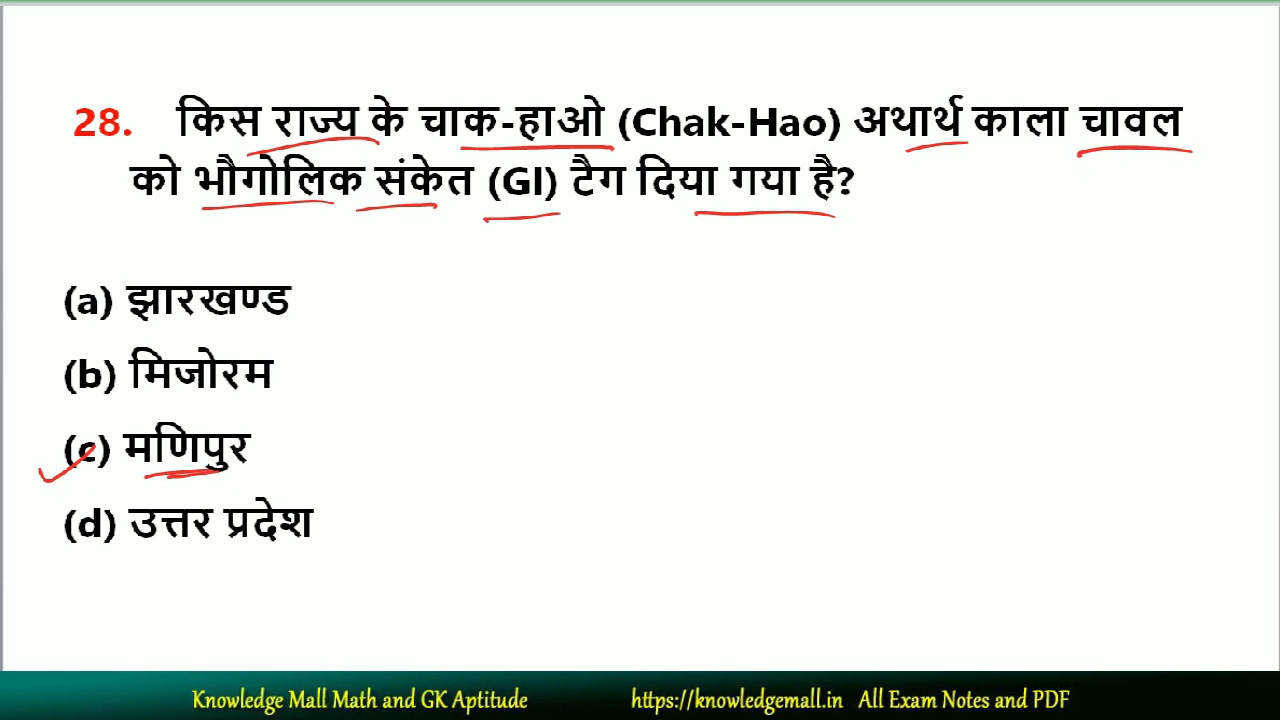 28. किस राज्य के चाक-हाओ (Chak-Hao) अथार्थ काला चावल
को भौगोलिक संकेत (GI) टैग दिया गया है?
(a) झारखण्ड
(b) मिजोरम
(c) मणिपुर
(d) उत्तर प्रदेश
Knowledge Mall Math and GK Aptitude https://knowledgemall.in All Exam Notes and PDF